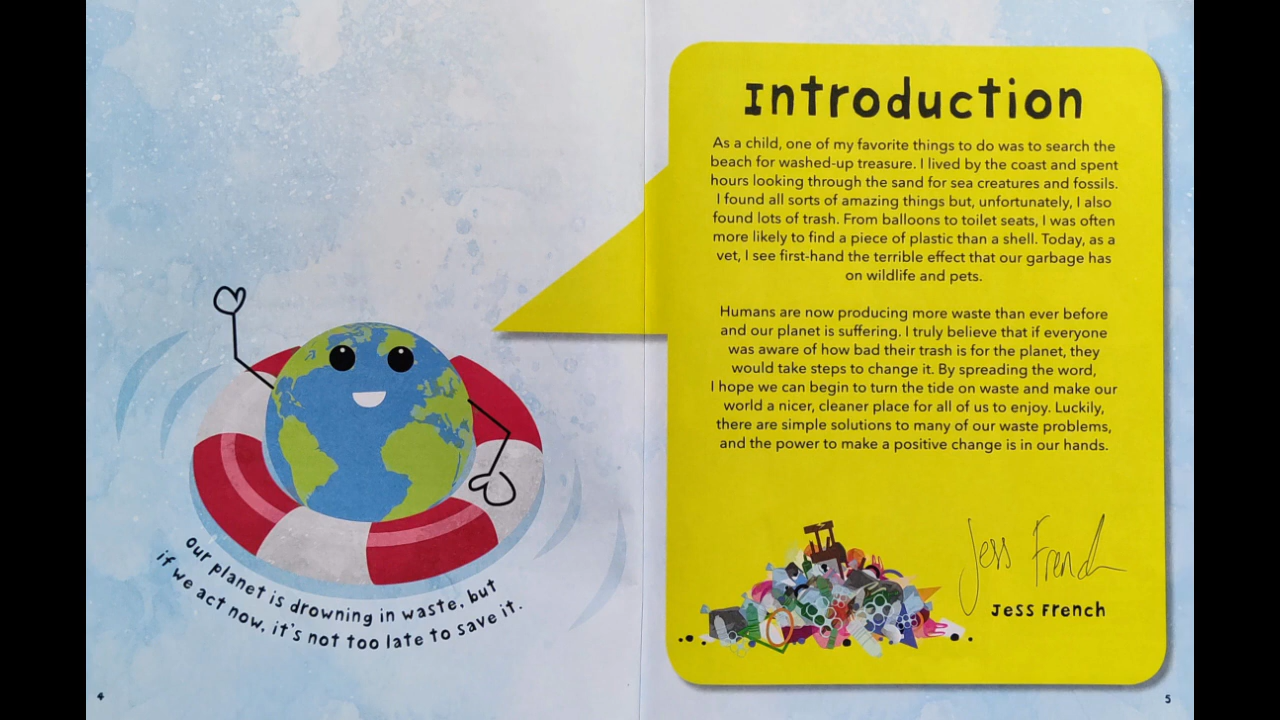 our planet is drowning in waste, but
if we act now, it's not too late to save it.
4
Introduction
As a child, one of my favorite things to do was to search the
beach for washed-up treasure. I lived by the coast and spent
hours looking through the sand for sea creatures and fossils.
I found all sorts of amazing things but, unfortunately, I also
found lots of trash. From balloons to toilet seats, I was often
more likely to find a piece of plastic than a shell. Today, as a
vet, I see first-hand the terrible effect that our garbage has
on wildlife and pets.
Humans are now producing more waste than ever before
and our planet is suffering. I truly believe that if everyone
was aware of how bad their trash is for the planet, they
would take steps to change it. By spreading the word,
I hope we can begin to turn the tide on waste and make our
world a nicer, cleaner place for all of us to enjoy. Luckily,
there are simple solutions to many of our waste problems,
and the power to make a positive change is in our hands.
Jess French
Jess French
5